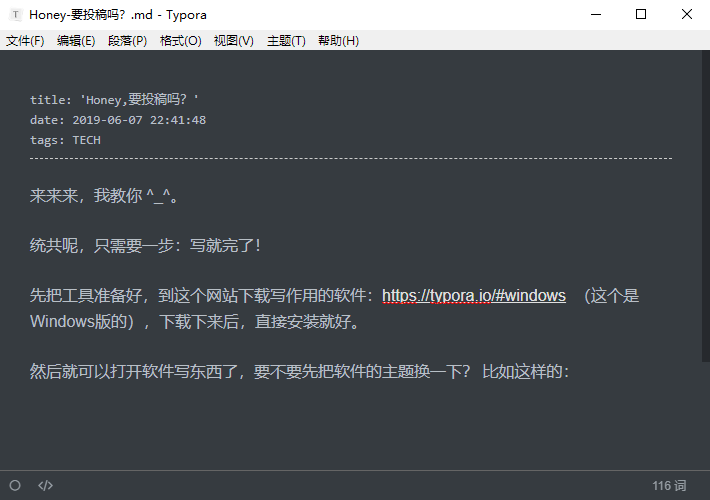 T Honey-要投稿吗? .md - Typora
文件(F) 编辑(E) 段落(P) 格式(O) 视图(V) 主题(T) 帮助(H)
title: 'Honey,要投稿吗? '
date: 2019-06-07 22:41:48
tags: TECH
来来来，我教你 ^_^。
统共呢，只需要一步：写就完了！
先把工具准备好，到这个网站下载写作用的软件：https://typora.io/#windows （这个是
Windows版的），下载下来后，直接安装就好。
然后就可以打开软件写东西了，要不要先把软件的主题换一下？ 比如这样的：
</> 116 词